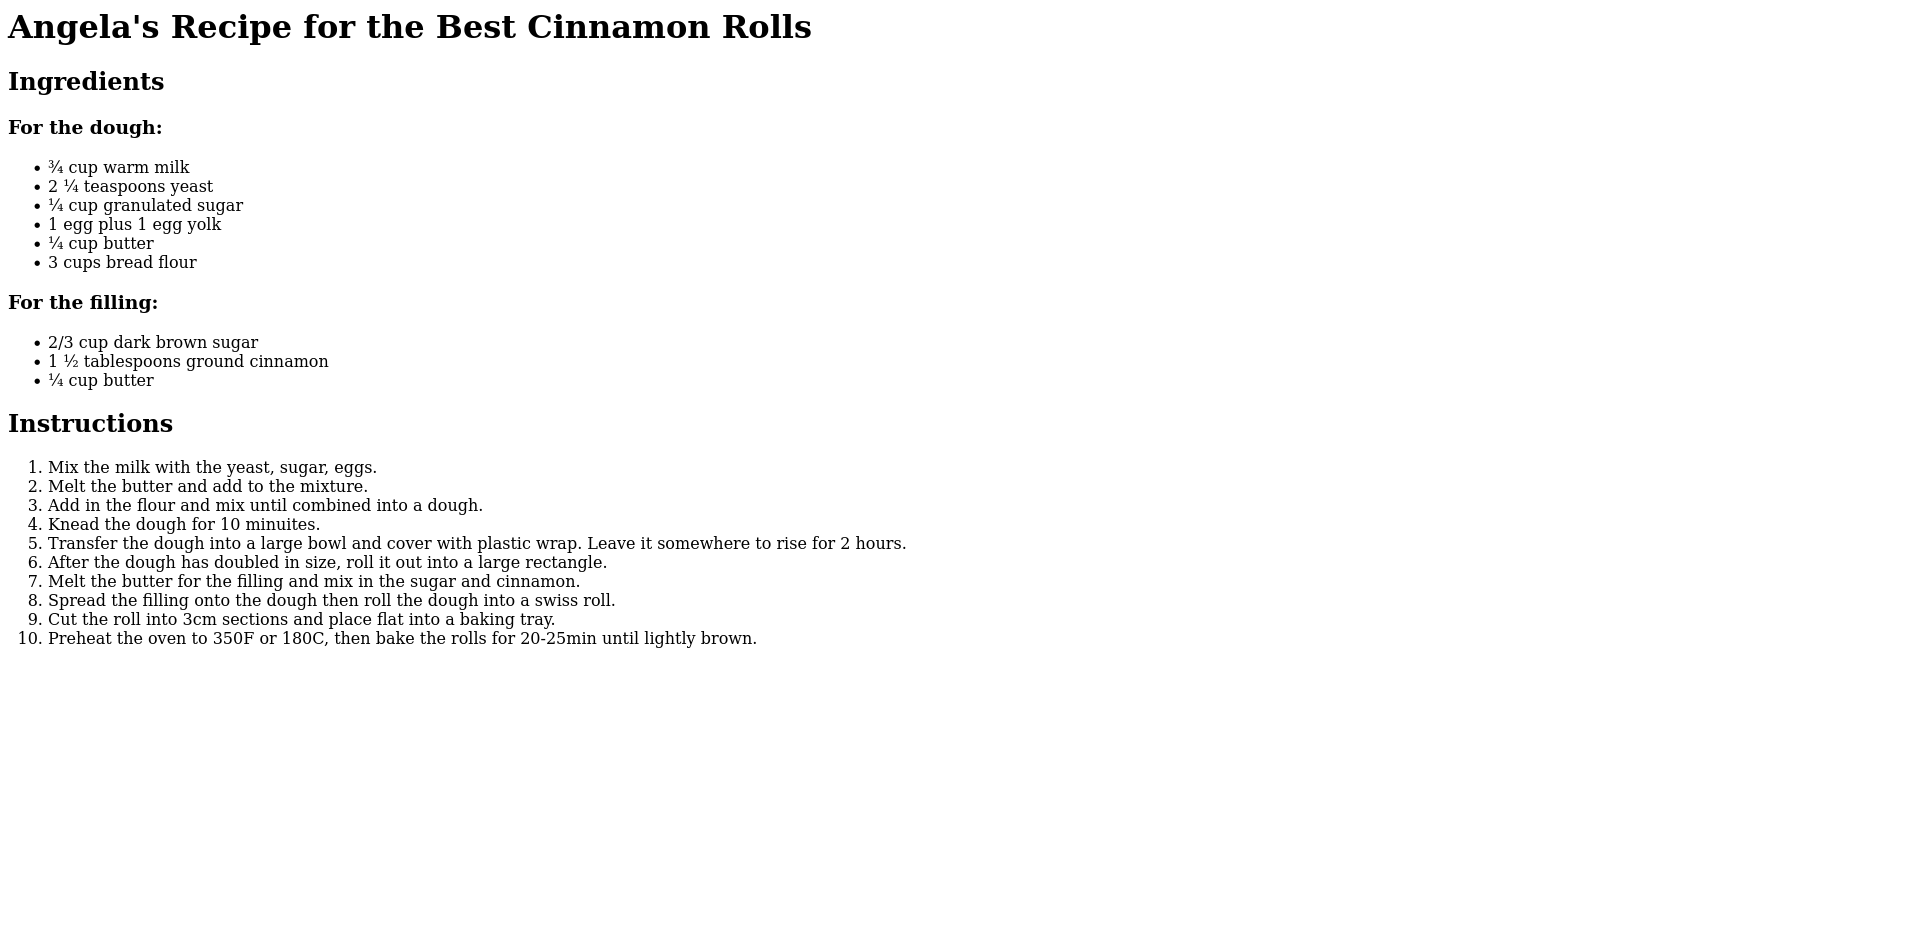 Angela's Recipe for the Best Cinnamon Rolls
Ingredients
For the dough:
• ¾ cup warm milk
• 2 ¼ teaspoons yeast
• ¼ cup granulated sugar
• 1 egg plus 1 egg yolk
• ¼ cup butter
• 3 cups bread flour
For the filling:
• 2/3 cup dark brown sugar
• 1 ½ tablespoons ground cinnamon
• ¼ cup butter
Instructions
1. Mix the milk with the yeast, sugar, eggs.
2. Melt the butter and add to the mixture.
3. Add in the flour and mix until combined into a dough.
4. Knead the dough for 10 minuites.
5. Transfer the dough into a large bowl and cover with plastic wrap. Leave it somewhere to rise for 2 hours.
6. After the dough has doubled in size, roll it out into a large rectangle.
7. Melt the butter for the filling and mix in the sugar and cinnamon.
8. Spread the filling onto the dough then roll the dough into a swiss roll.
9. Cut the roll into 3cm sections and place flat into a baking tray.
10. Preheat the oven to 350F or 180C, then bake the rolls for 20-25min until lightly brown.